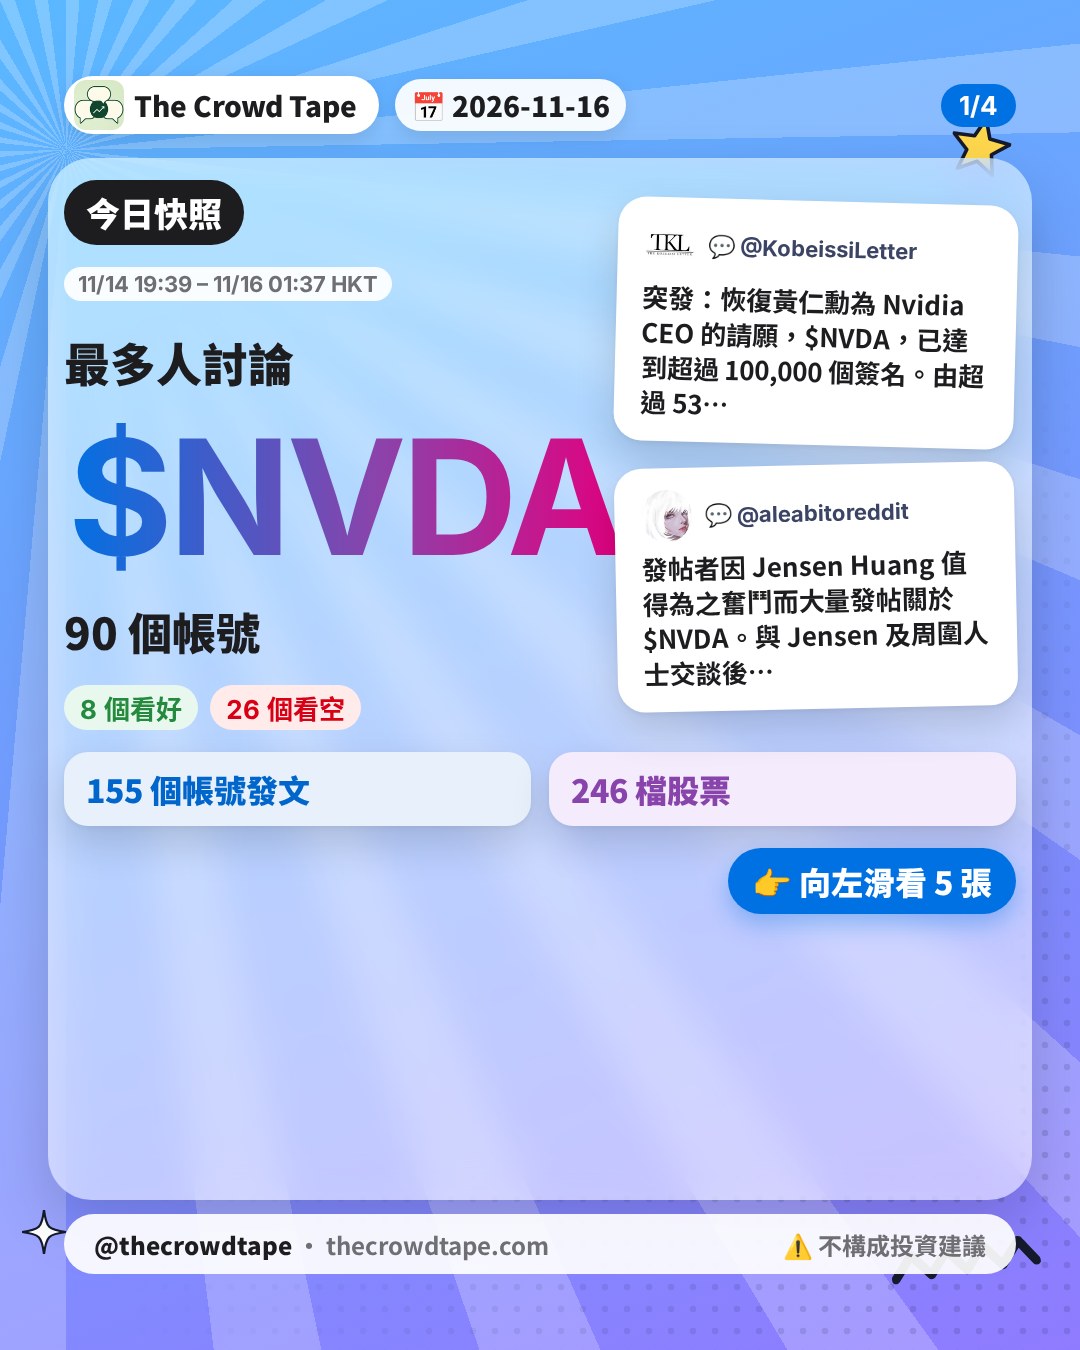 The Crowd Tape
2026-11-16
1/4
今日快照
11/14 19:39 – 11/16 01:37 HKT
最多人討論
$NVDA
90 個帳號
8 個看好
26 個看空
TKL
@KobeissiLetter
突發：恢復黃仁勳為 Nvidia
CEO 的請願，$NVDA，已達
到超過 100,000 個簽名。由超
過 53…
@aleabitoreddit
發帖者因 Jensen Huang 值
得為之奮鬥而大量發帖關於
$NVDA。與 Jensen 及周圍人
士交談後…
155 個帳號發文
246 檔股票
向左滑看 5 張
@thecrowdtape · thecrowdtape.com
不構成投資建議